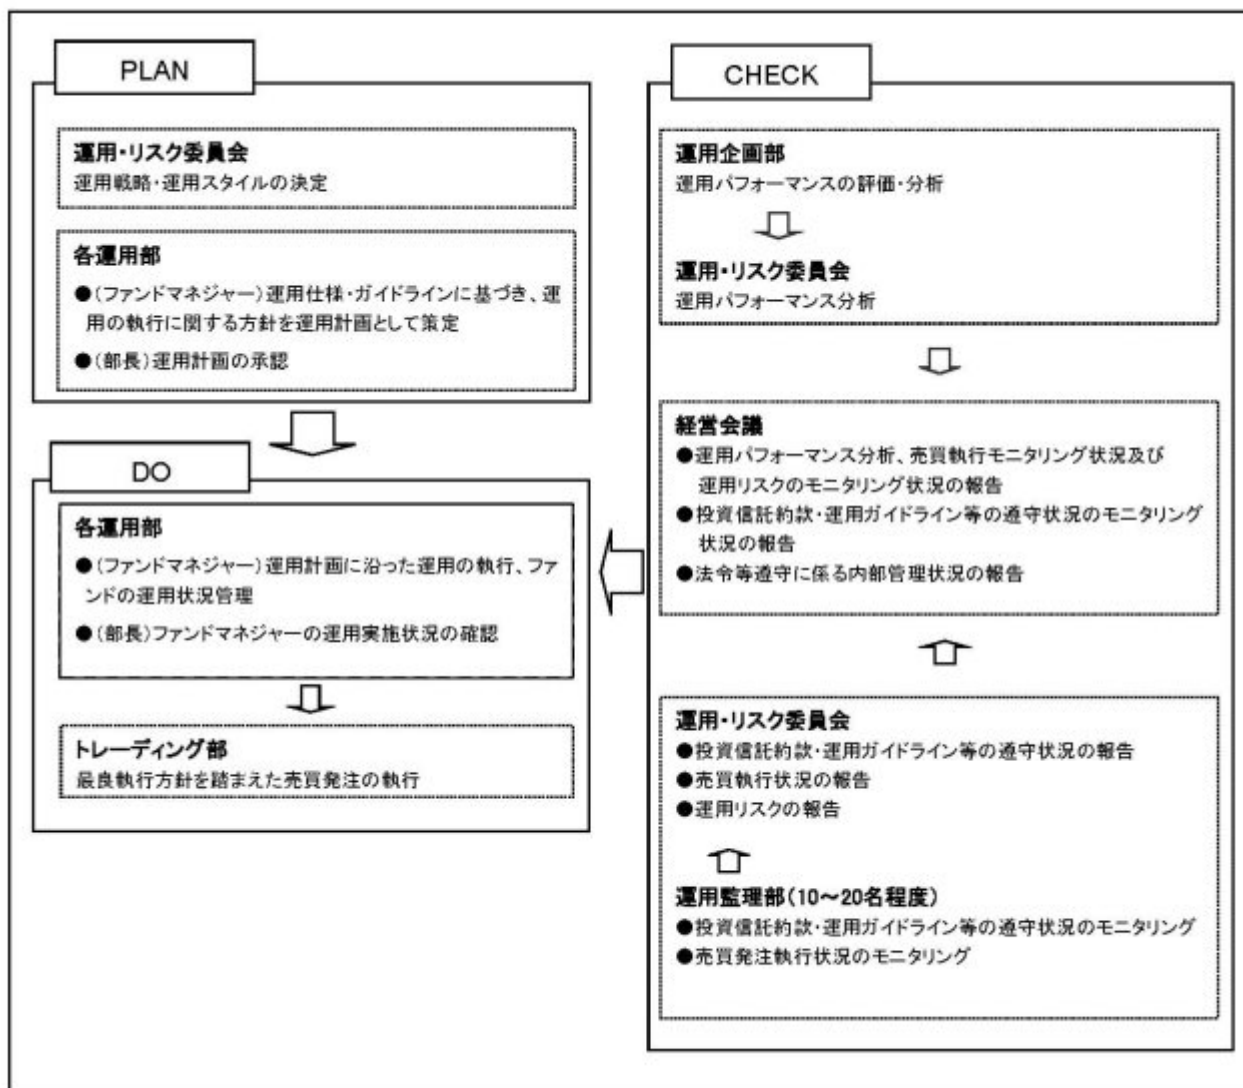 PLAN
運用・リスク委員会
運用戦略・運用スタイルの決定
各運用部
●(ファンドマネジャー)運用仕様・ガイドラインに基づき、運
用の執行に関する方針を運用計画として策定
●(部長)運用計画の承認
DO
各運用部
●(ファンドマネジャー)運用計画に沿った運用の執行、ファ
ンドの運用状況管理
●(部長)ファンドマネジャーの運用実施状況の確認
トレーディング部
最良執行方針を踏まえた売買発注の執行
CHECK
運用企画部
運用パフォーマンスの評価・分析
運用・リスク委員会
運用パフォーマンス分析
経営会議
●運用パフォーマンス分析、売買執行モニタリング状況及び
運用リスクのモニタリング状況の報告
●投資信託約款・運用ガイドライン等の遵守状況のモニタリング
状況の報告
●法令等遵守に係る内部管理状況の報告
運用・リスク委員会
●投資信託約款・運用ガイドライン等の遵守状況の報告
●売買執行状況の報告
●運用リスクの報告
運用監理部(10～20名程度)
●投資信託約款・運用ガイドライン等の遵守状況のモニタリング
●売買発注執行状況のモニタリング